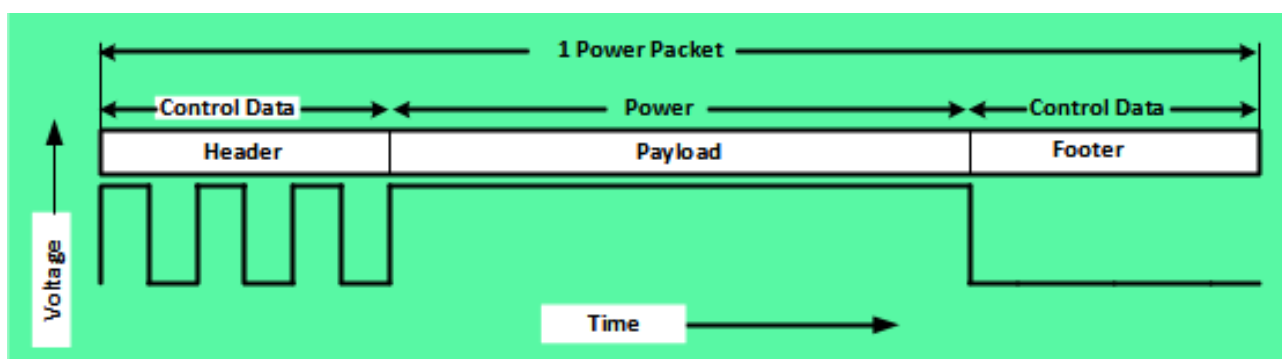 1 Power Packet
Control Data Power Control Data
Header Payload Footer
Voltage
Time